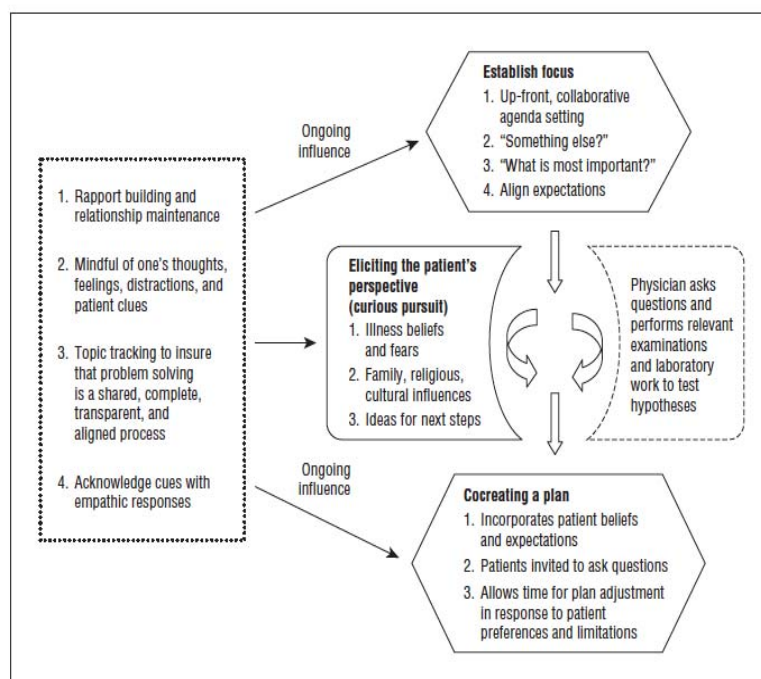 Establish focus
1. Up-front, collaborative
agenda setting
2. “Something else?”
3. “What is most important?”
4. Align expectations
Ongoing
influence
1. Rapport building and
relationship maintenance
2. Mindful of one’s thoughts,
feelings, distractions, and
patient clues
3. Topic tracking to insure
that problem solving
is a shared, complete,
transparent, and
aligned process
4. Acknowledge cues with
empathic responses
Eliciting the patient’s
perspective
(curious pursuit)
1. Illness beliefs
and fears
2. Family, religious,
cultural influences
3. Ideas for next steps
Physician asks
questions and
performs relevant
examinations
and laboratory
work to test
hypotheses
Ongoing
influence
Cocreating a plan
1. Incorporates patient beliefs
and expectations
2. Patients invited to ask questions
3. Allows time for plan adjustment
in response to patient
preferences and limitations